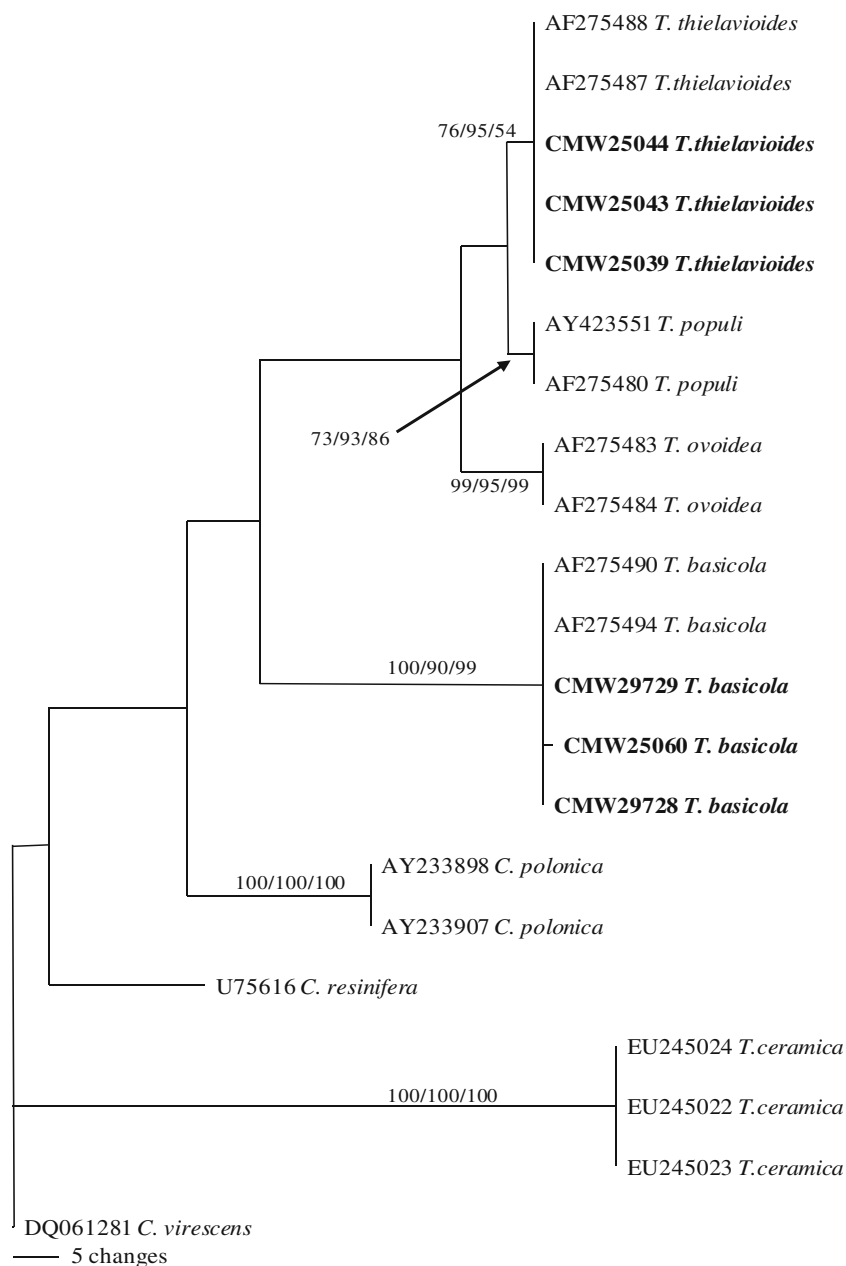 AF275488 T. thielavioides
AF275487 T.thielavioides
76/95/54
CMW25044 T.thielavioides
CMW25043 T.thielavioides
CMW25039 T.thielavioides
AY423551 T. populi
AF275480 T. populi
73/93/86
AF275483 T. ovoidea
99/95/99
AF275484 T. ovoidea
AF275490 T. basicola
AF275494 T. basicola
100/90/99
CMW29729 T. basicola
CMW25060 T. basicola
CMW29728 T. basicola
AY233898 C. polonica
100/100/100
AY233907 C. polonica
U75616 C. resinifera
EU245024 T.ceramica
100/100/100
EU245022 T.ceramica
EU245023 T.ceramica
DQ061281 C. virescens
5 changes